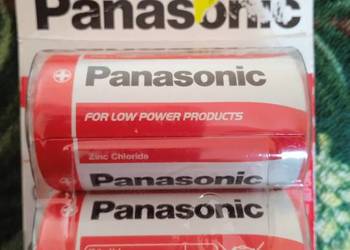 Panasonic
Panasonic
FOR LOW POWER PRODUCTS
Zinc Chloride
Panasonic
Panasonic